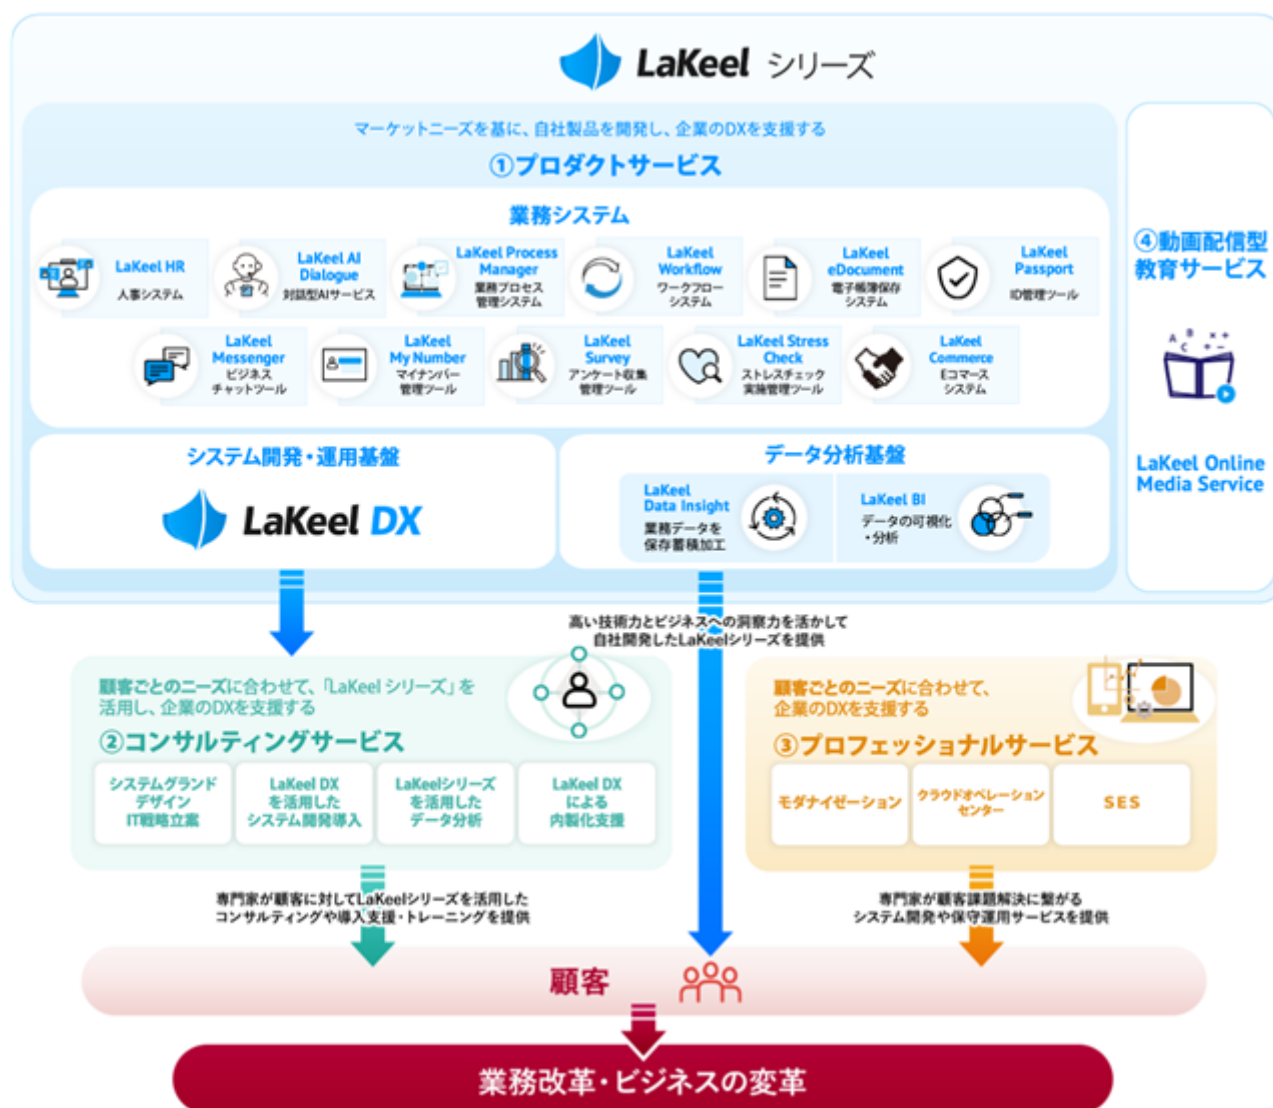 LaKeel シリーズ
マーケットニーズを基に、自社製品を開発し、企業のDXを支援する
①プロダクトサービス
業務システム
LaKeel HR
人事システム
LaKeel AI
Dialogue
対話型AIサービス
LaKeel Process
Manager
業務プロセス
管理システム
LaKeel
Workflow
ワークフロー
システム
LaKeel
eDocument
電子帳簿保存
システム
LaKeel
Passport
ID管理ツール
LaKeel
Messenger
ビジネス
チャットツール
LaKeel
My Number
マイナンバー
管理ツール
LaKeel
Survey
アンケート収集
管理ツール
LaKeel Stress
Check
ストレスチェック
実施管理ツール
LaKeel
Commerce
Eコマース
システム
システム開発・運用基盤
LaKeel DX
データ分析基盤
LaKeel
Data Insight
業務データを
保存蓄積加工
LaKeel BI
データの可視化
・分析
④動画配信型
教育サービス
A B C
LaKeel Online
Media Service
高い技術力とビジネスへの洞察力を活かして
自社開発したLaKeelシリーズを提供
顧客ごとのニーズに合わせて、「LaKeel シリーズ」を
活用し、企業のDXを支援する
②コンサルティングサービス
システムグランド
デザイン
IT戦略立案
LaKeel DX
を活用した
システム開発導入
LaKeelシリーズ
を活用した
データ分析
LaKeel DX
による
内製化支援
顧客ごとのニーズに合わせて、
企業のDXを支援する
③プロフェッショナルサービス
モダナイゼーション
クラウドオペレーション
センター
SES
専門家が顧客に対してLaKeelシリーズを活用した
コンサルティングや導入支援・トレーニングを提供
専門家が顧客課題解決に繋がる
システム開発や保守運用サービスを提供
顧客
業務改革・ビジネスの変革